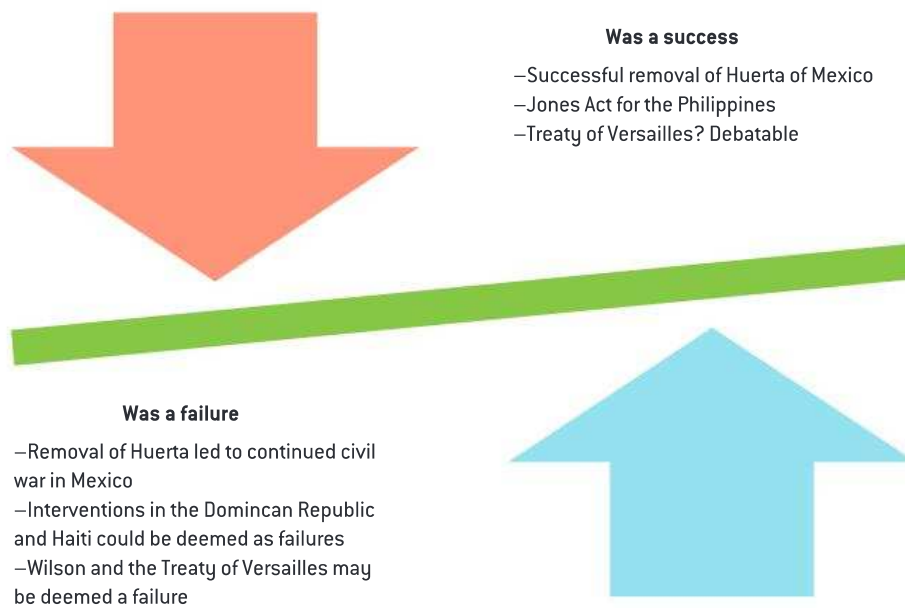 Was a success
–Successful removal of Huerta of Mexico
–Jones Act for the Philippines
–Treaty of Versailles? Debatable
Was a failure
–Removal of Huerta led to continued civil
war in Mexico
–Interventions in the Domincan Republic
and Haiti could be deemed as failures
–Wilson and the Treaty of Versailles may
be deemed a failure